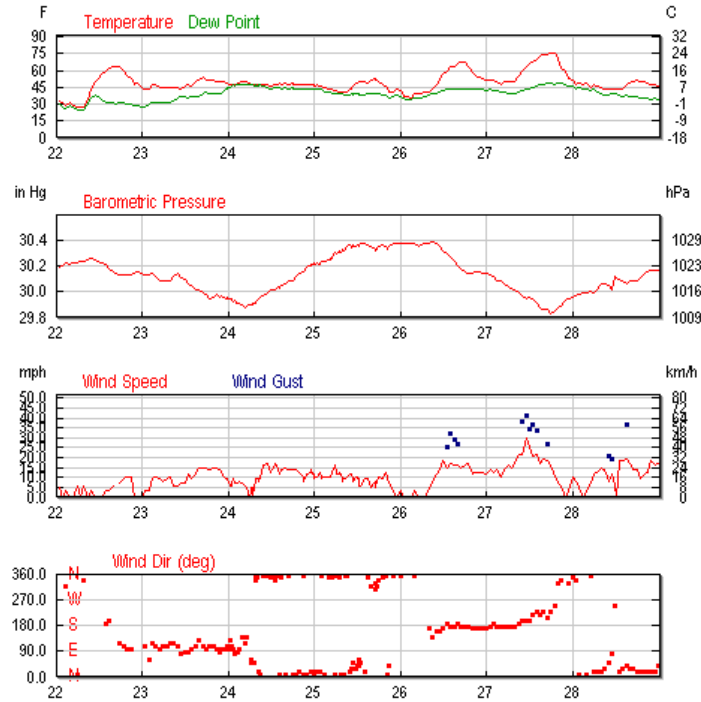 F C
Temperature Dew Point
90 32
75 24
60 16
45 7
30 -1
15 -9
0 -18
22 23 24 25 26 27 28
in Hg hPa
Barometric Pressure
30.4 1029
30.2 1023
30.0 1016
29.8 1009
22 23 24 25 26 27 28
mph km/h
Wind Speed Wind Gust
50.0 80
45.0 72
40.0 64
35.0 56
30.0 48
25.0 40
20.0 32
15.0 24
10.0 16
5.0 8
0.0 0
22 23 24 25 26 27 28
Wind Dir (deg)
360.0 N
270.0 W
180.0 S
90.0 E
0.0 N
22 23 24 25 26 27 28